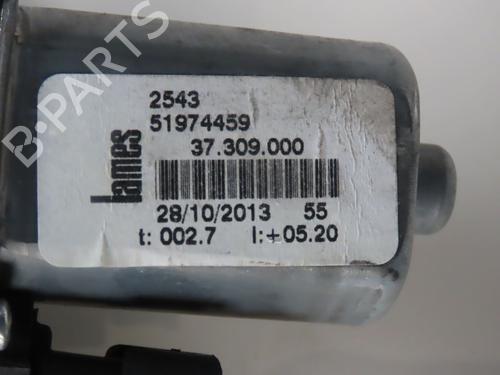 2543
51974459
37.309.000
lames
28/10/2013 55
t: 002.7 l:+05.20
B-PARTS